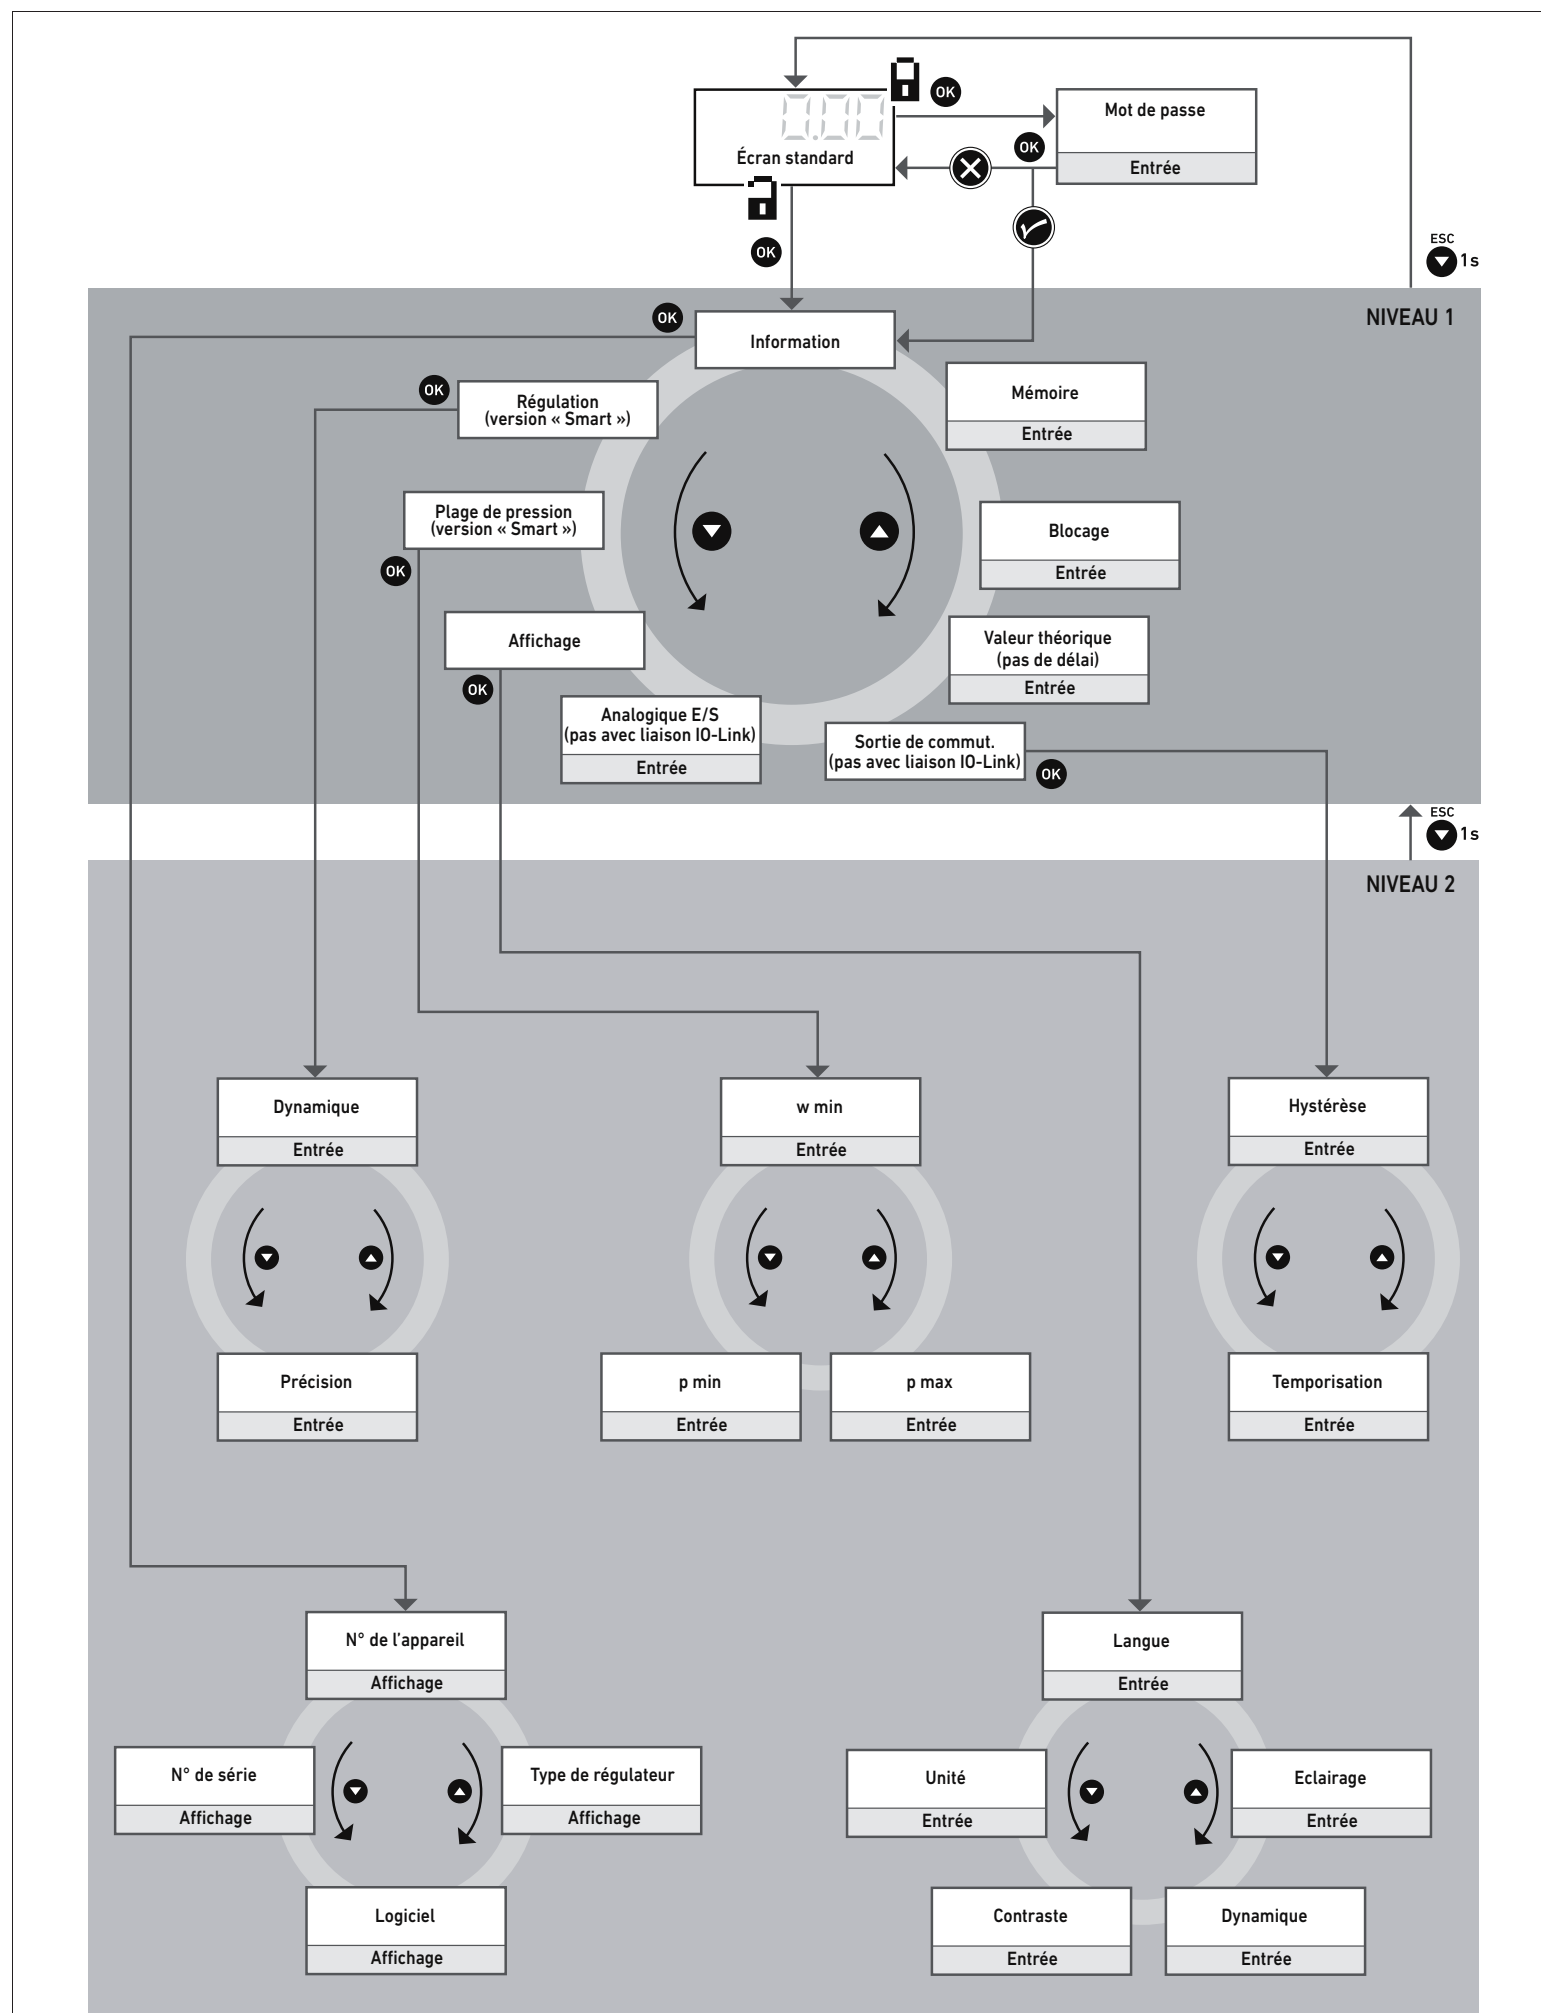 0.00
OK
Mot de passe
Écran standard
OK
Entrée
OK
ESC
1s
NIVEAU 1
OK
Information
OK
Régulation
(version « Smart »)
Mémoire
Entrée
Plage de pression
(version « Smart »)
OK
Blocage
Entrée
Affichage
OK
Valeur théorique
(pas de délai)
Entrée
Analogique E/S
(pas avec liaison IO-Link)
Entrée
Sortie de commut.
(pas avec liaison IO-Link)
OK
ESC
1s
NIVEAU 2
Dynamique
Entrée
w min
Entrée
Hystérèse
Entrée
Précision
Entrée
p min
Entrée
p max
Entrée
Temporisation
Entrée
N° de l’appareil
Affichage
Langue
Entrée
N° de série
Affichage
Type de régulateur
Affichage
Unité
Entrée
Eclairage
Entrée
Logiciel
Affichage
Contraste
Entrée
Dynamique
Entrée